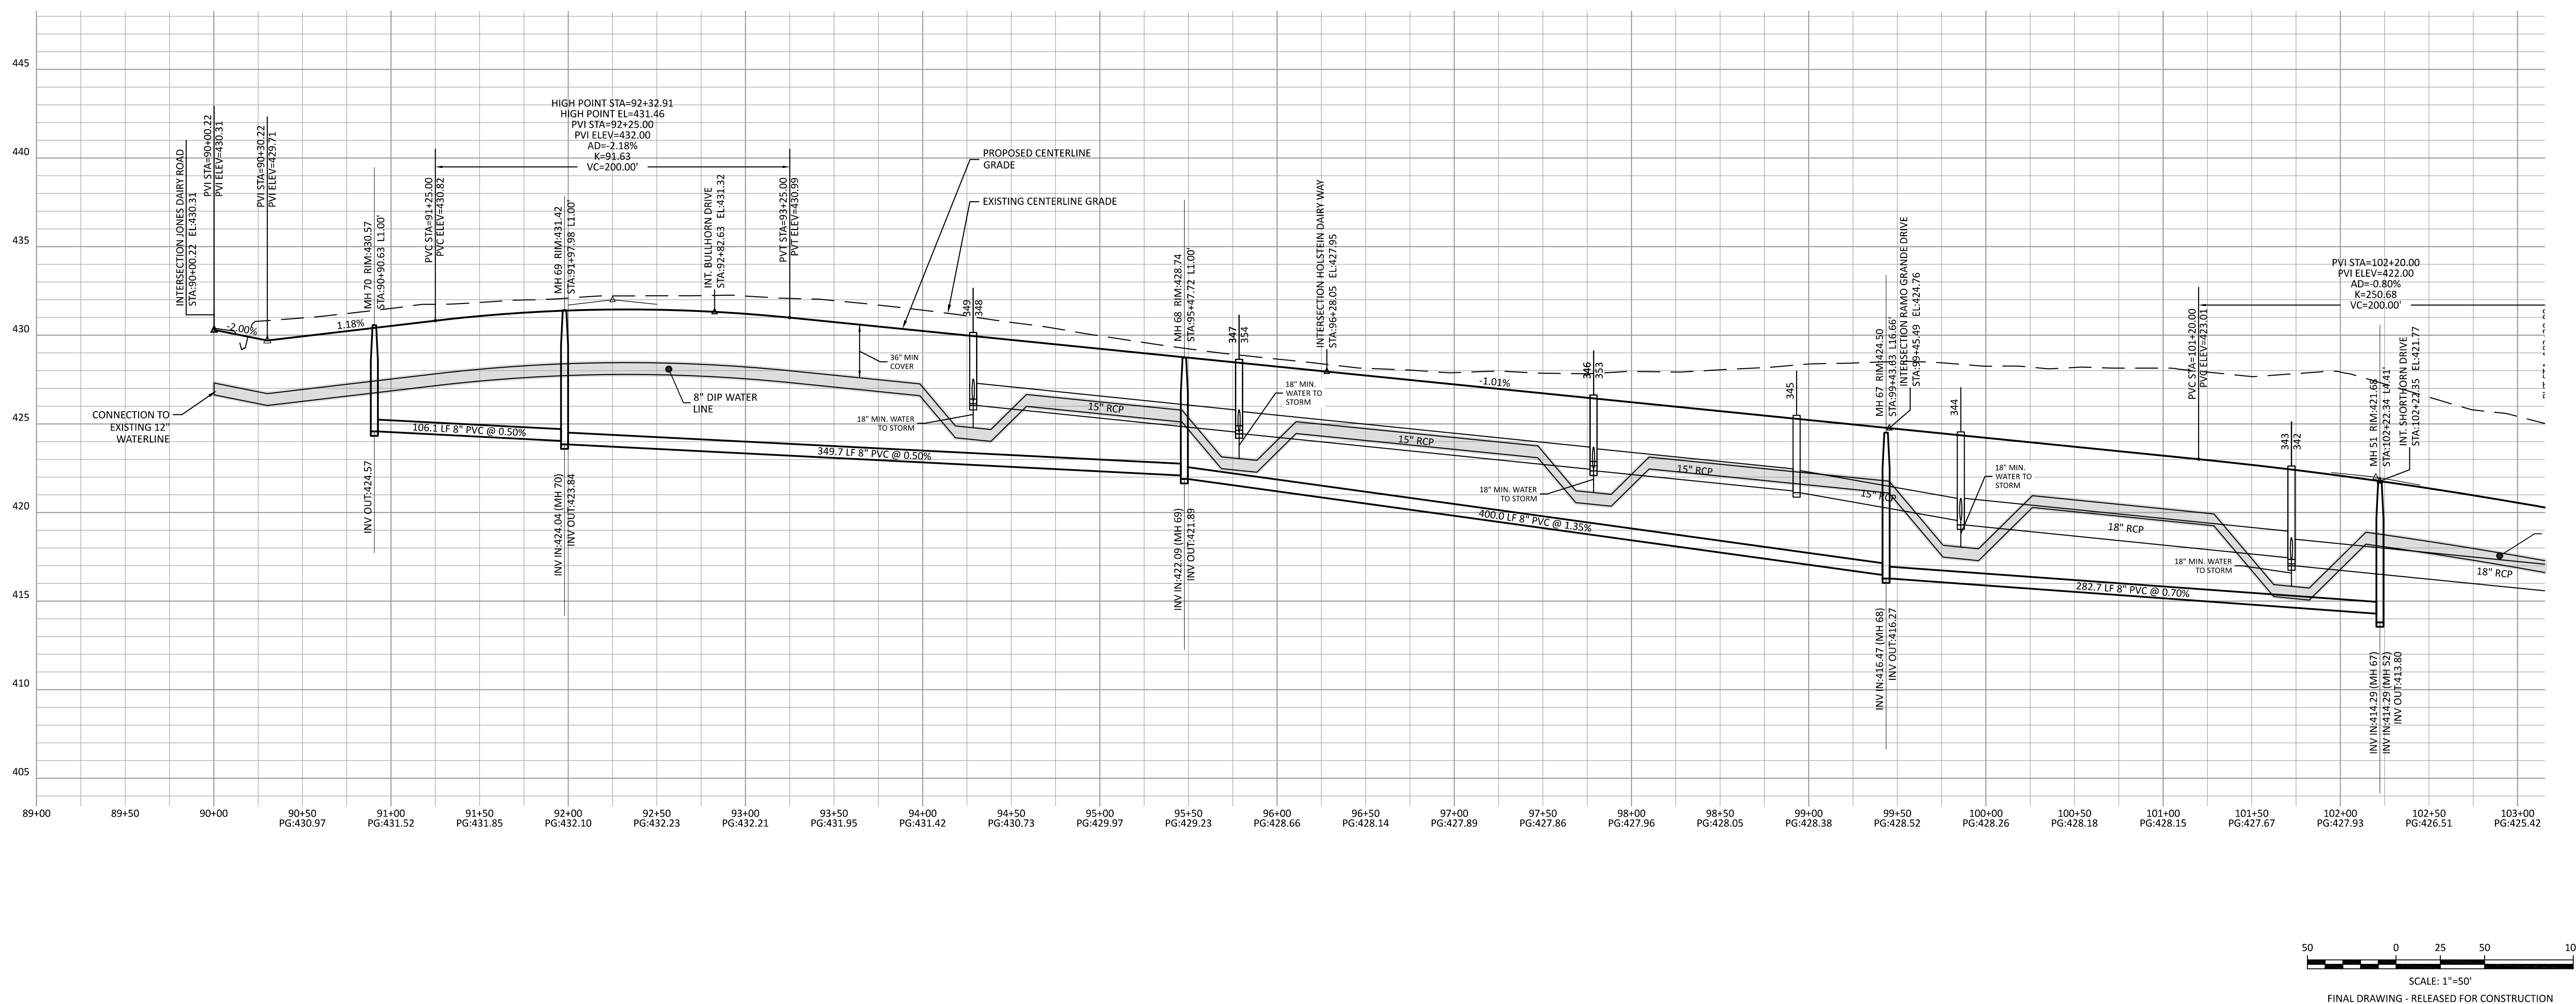 445
440
435
430
425
420
415
410
405
INTERSECTION JONES DAIRY ROAD
STA:90+00.22 EL:430.31
PVI STA=90+00.22
PVI ELEV=430.31
PVI STA=90+30.22
PVI ELEV=429.71
-2.00%
1.18%
MH 70 RIM:430.57
STA:90+90.63 L1.00'
PVC STA=91+25.00
PVC ELEV=430.82
HIGH POINT STA=92+32.91
HIGH POINT EL=431.46
PVI STA=92+25.00
PVI ELEV=432.00
AD=-2.18%
K=91.63
VC=200.00'
MH 69 RIM:431.42
STA:91+97.98 L1.00'
INT. BULLHORN DRIVE
STA:92+82.63 EL:431.32
PVT STA=93+25.00
PVT ELEV=430.99
PROPOSED CENTERLINE
GRADE
EXISTING CENTERLINE GRADE
36" MIN
COVER
349
348
18" MIN. WATER
TO STORM
MH 68 RIM:428.74
STA:95+47.72 L1.00'
347
354
18" MIN.
WATER TO
STORM
INTERSECTION HOLSTEIN DAIRY WAY
STA:96+28.05 EL:427.95
-1.01%
346
353
18" MIN. WATER
TO STORM
345
MH 67 RIM:424.50
STA:99+43.63 L16.66'
INTERSECTION RAMO GRANDE DRIVE
STA:99+45.49 EL:424.76
344
18" MIN.
WATER TO
STORM
PVC STA=101+20.00
PVC ELEV=423.01
PVI STA=102+20.00
PVI ELEV=422.00
AD=-0.80%
K=250.68
VC=200.00'
343
342
18" MIN. WATER
TO STORM
MH 51 RIM:421.68
STA:102+22.34 L4.41'
INT. SHORTHORN DRIVE
STA:102+22.35 EL:421.77
CONNECTION TO
EXISTING 12"
WATERLINE
8" DIP WATER
LINE
15" RCP
15" RCP
15" RCP
15" RCP
18" RCP
18" RCP
106.1 LF 8" PVC @ 0.50%
349.7 LF 8" PVC @ 0.50%
400.0 LF 8" PVC @ 1.35%
282.7 LF 8" PVC @ 0.70%
INV OUT:424.57
INV IN:424.04 (MH 70)
INV OUT:423.84
INV IN:422.09 (MH 69)
INV OUT:421.89
INV IN:416.47 (MH 68)
INV OUT:416.27
INV IN:414.29 (MH 67)
INV IN:414.29 (MH 52)
INV OUT:413.80
89+00
89+50
90+00
90+50
PG:430.97
91+00
PG:431.52
91+50
PG:431.85
92+00
PG:432.10
92+50
PG:432.23
93+00
PG:432.21
93+50
PG:431.95
94+00
PG:431.42
94+50
PG:430.73
95+00
PG:429.97
95+50
PG:429.23
96+00
PG:428.66
96+50
PG:428.14
97+00
PG:427.89
97+50
PG:427.86
98+00
PG:427.96
98+50
PG:428.05
99+00
PG:428.38
99+50
PG:428.52
100+00
PG:428.26
100+50
PG:428.18
101+00
PG:428.15
101+50
PG:427.67
102+00
PG:427.93
102+50
PG:426.51
103+00
PG:425.42
50 0 25 50 10
SCALE: 1"=50'
FINAL DRAWING - RELEASED FOR CONSTRUCTION